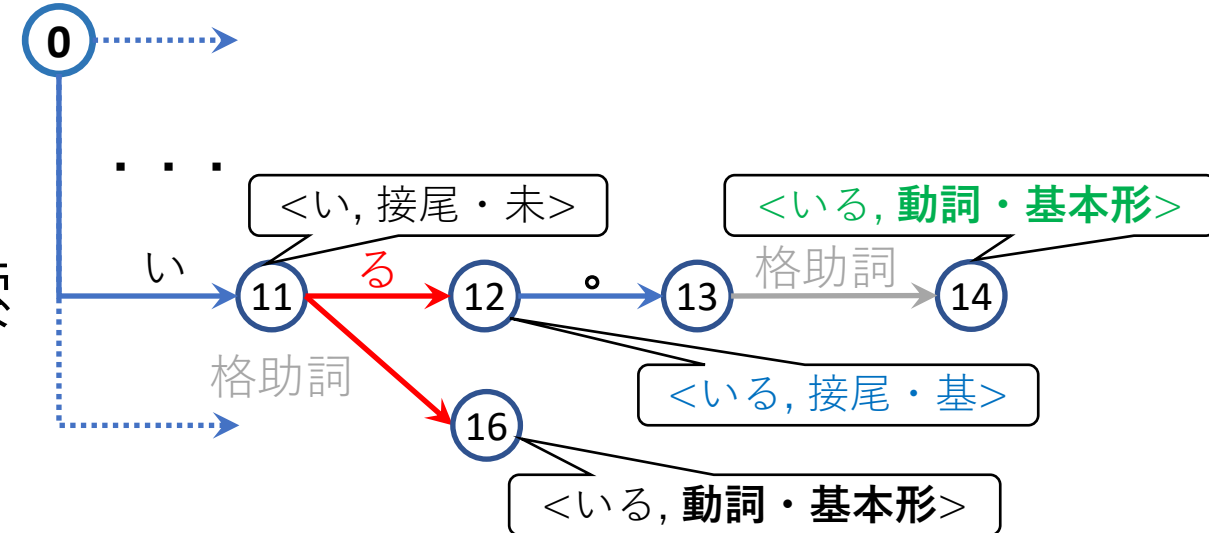 0
・・・
<い, 接尾・未>
<いる, 動詞・基本形>
い
る
。
格助詞
11
12
13
14
格助詞
<いる, 接尾・基>
16
<いる, 動詞・基本形>